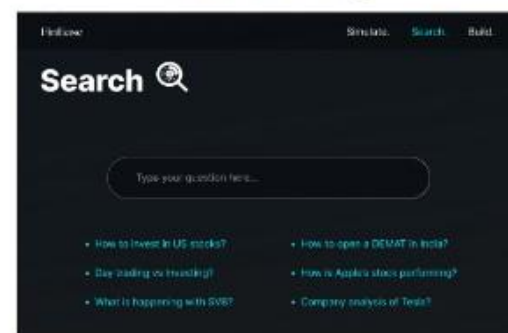 Simulate. Search. Build.
Search
Type your question here...
• How to invest in US stocks?
• How to open a DEMAT in India?
• Day trading vs Investing?
• How is Apple's stock performing?
• What is happening with SVB?
• Company analysis of Tesla?